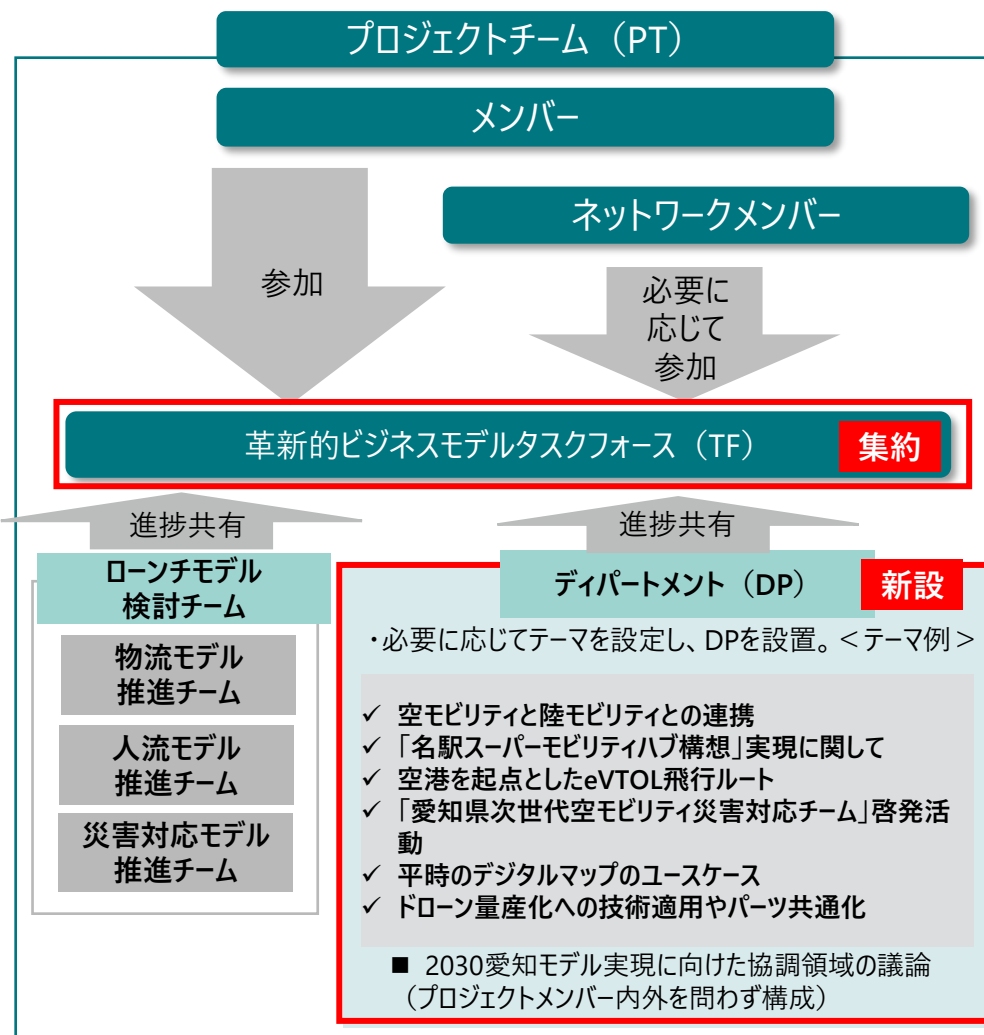 プロジェクトチーム（PT）
メンバー
ネットワークメンバー
参加
必要に
応じて
参加
革新的ビジネスモデルタスクフォース（TF）
集約
進捗共有
進捗共有
ローンチモデル
検討チーム
物流モデル
推進チーム
人流モデル
推進チーム
災害対応モデル
推進チーム
ディパートメント（DP）
新設
・必要に応じてテーマを設定し、DPを設置。＜テーマ例＞
✓ 空モビリティと陸モビリティとの連携
✓ 「名駅スーパーモビリティハブ構想」実現に関して
✓ 空港を起点としたeVTOL飛行ルート
✓ 「愛知県次世代空モビリティ災害対応チーム」啓発活
動
✓ 平時のデジタルマップのユースケース
✓ ドローン量産化への技術適用やパーツ共通化
■ 2030愛知モデル実現に向けた協調領域の議論
（プロジェクトメンバー内外を問わず構成）